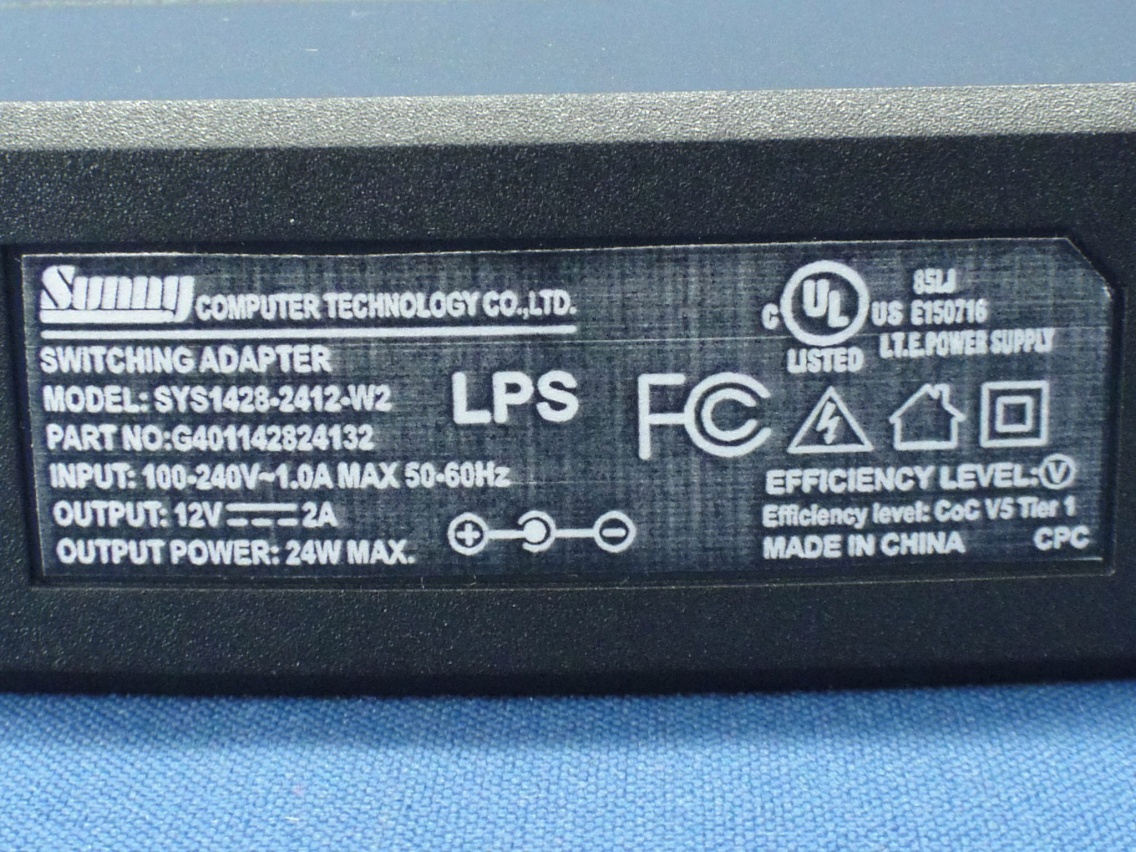 Sunny COMPUTER TECHNOLOGY CO.,LTD.
SWITCHING ADAPTER
MODEL: SYS1428-2412-W2
PART NO:G401142824132
INPUT: 100-240V~1.0A MAX 50-60Hz
OUTPUT: 12V⎓2A
OUTPUT POWER: 24W MAX.
LPS
C UL US
LISTED
85LJ
E150716
I.T.E.POWER SUPPLY
FC
EFFICIENCY LEVEL:Ⓥ
Efficiency level: CoC V5 Tier 1
MADE IN CHINA CPC